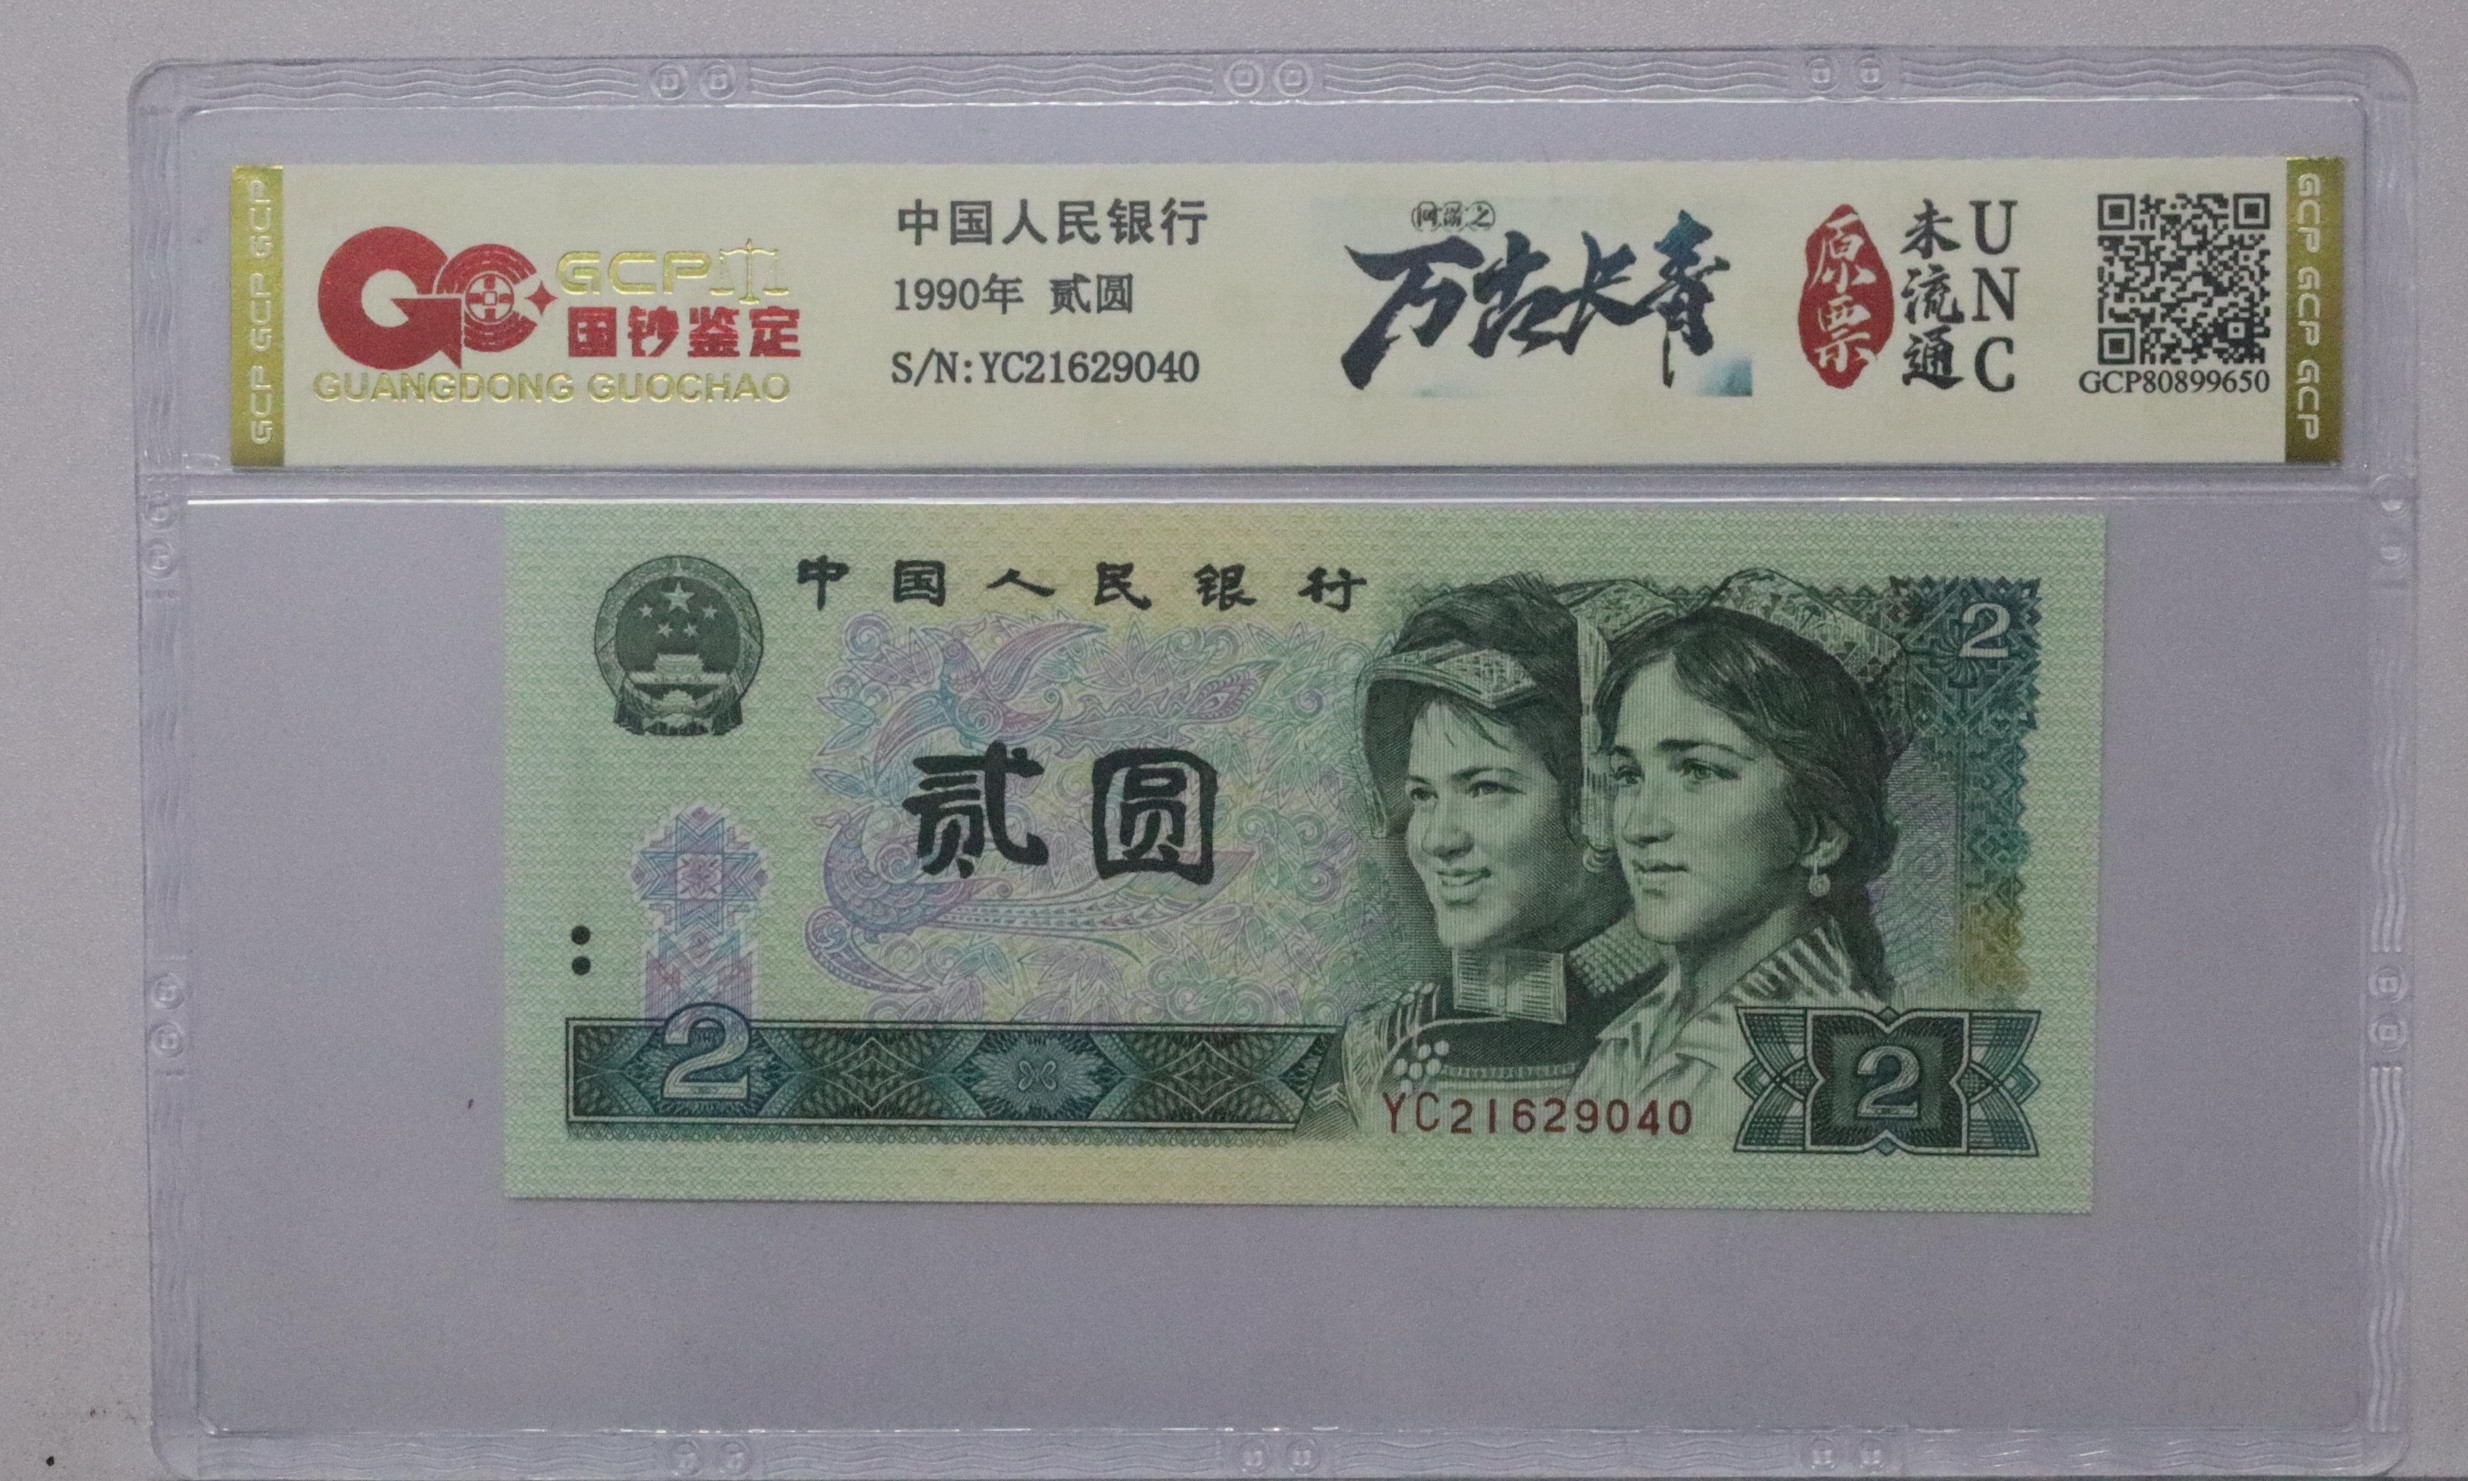 GCP GCP GCP
GCP
国钞鉴定
GUANGDONG GUOCHAO
中国人民银行
1990年 贰圆
S/N:YC21629040
万古长青
原票
未流通
UNC
GCP80899650
GCP GCP GCP
中国人民银行
2
贰圆
2
YC21629040
2